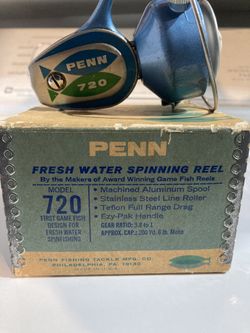 PENN
720
PENN
FRESH WATER SPINNING REEL
By the Makers of Award Winning Game Fish Reels
MODEL
720
FIRST GAME FISH
DESIGN FOR
FRESH WATER
SPINFISHING
• Machined Aluminum Spool
• Stainless Steel Line Roller
• Teflon Full Range Drag
• Ezy-Pak Handle
GEAR RATIO: 3.8 to 1
APPROX. CAP.: 200 Yd. 6 lb. Mono
PENN FISHING TACKLE MFG. CO.
PHILADELPHIA, PA. 19132